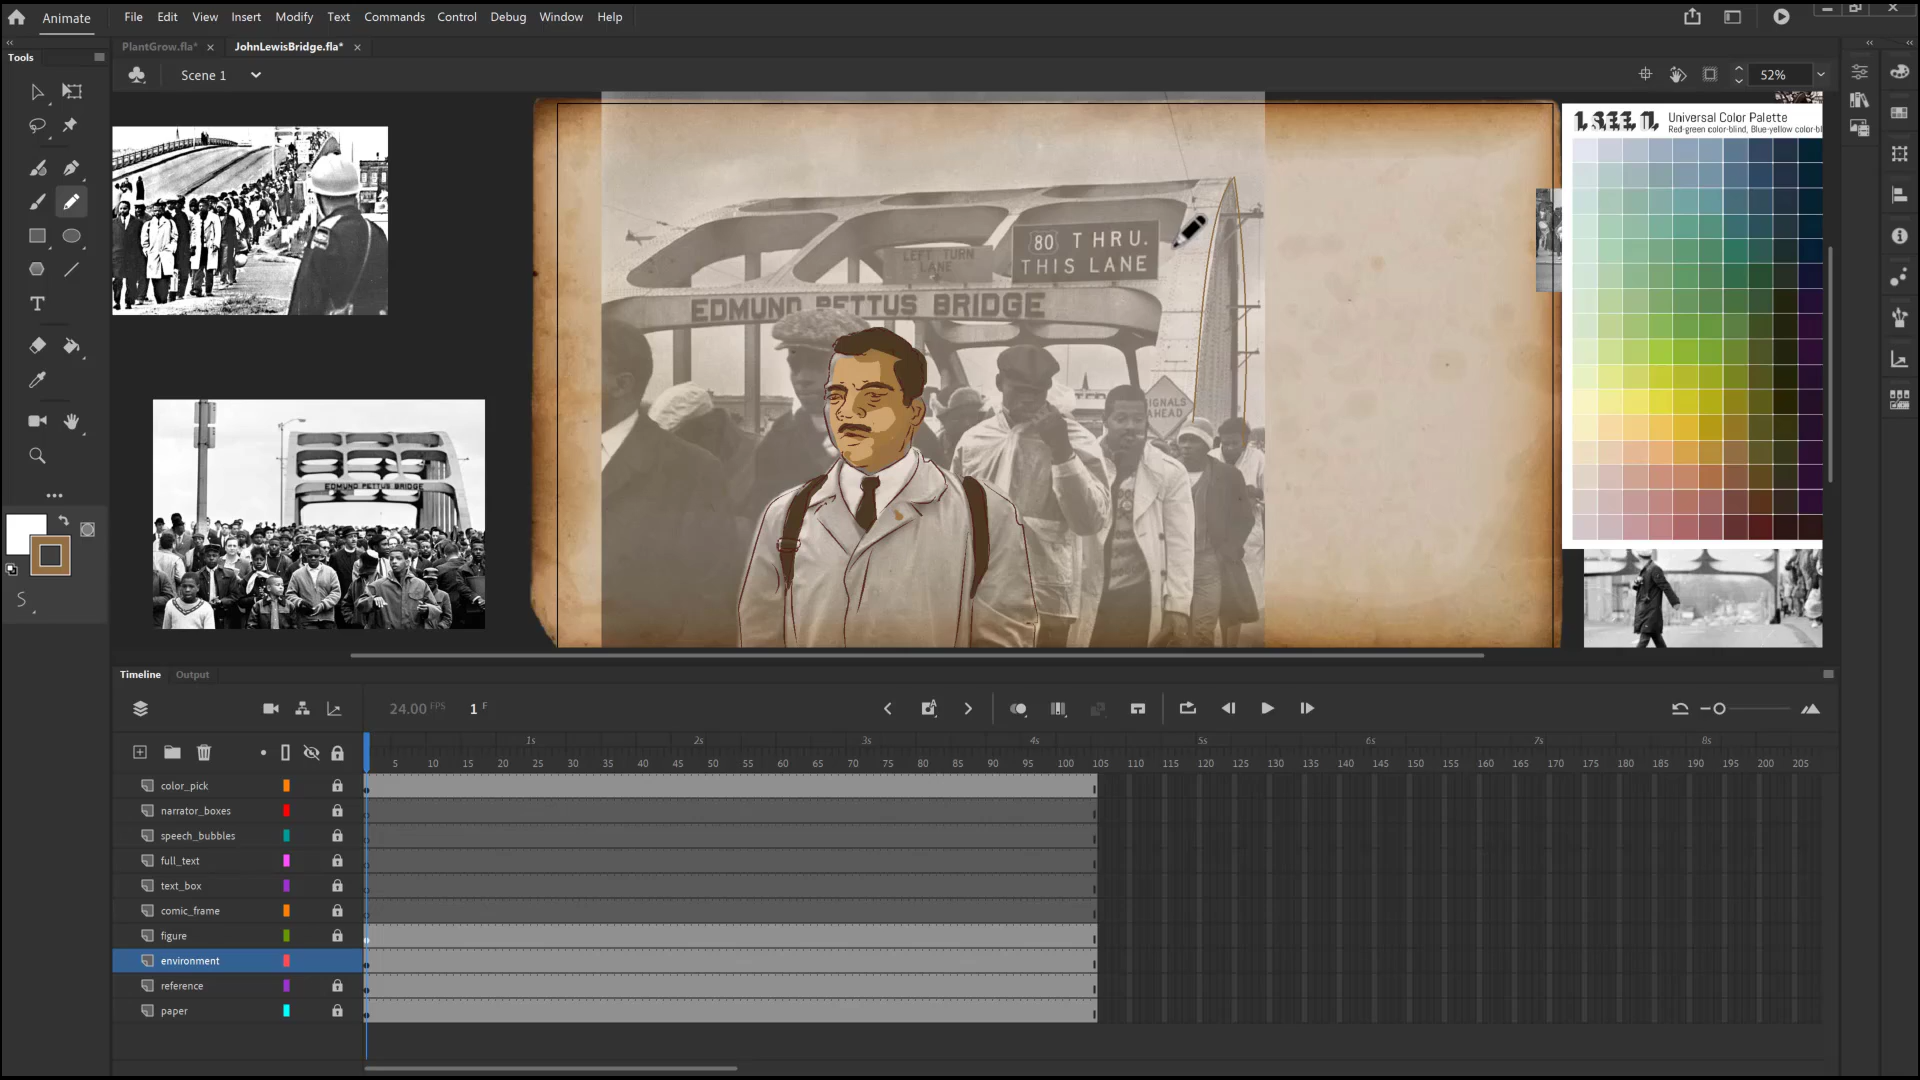 Animate File Edit View Insert Modify Text Commands Control Debug Window Help
PlantGrow.fla* JohnLewisBridge.fla*
Tools
Scene 1
52%
Universal Color Palette
Red-green color-blind, Blue-yellow color-bl
80 THRU.
THIS LANE
LEFT TURN
LANE
EDMUND PETTUS BRIDGE
SIGNALS
AHEAD
EDMUND PETTUS BRIDGE
Timeline Output
24.00 FPS 1 F
1s 2s 3s 4s 5s 6s 7s 8s
5 10 15 20 25 30 35 40 45 50 55 60 65 70 75 80 85 90 95 100 105 110 115 120 125 130 135 140 145 150 155 160 165 170 175 180 185 190 195 200 205
color_pick
narrator_boxes
speech_bubbles
full_text
text_box
comic_frame
figure
environment
reference
paper